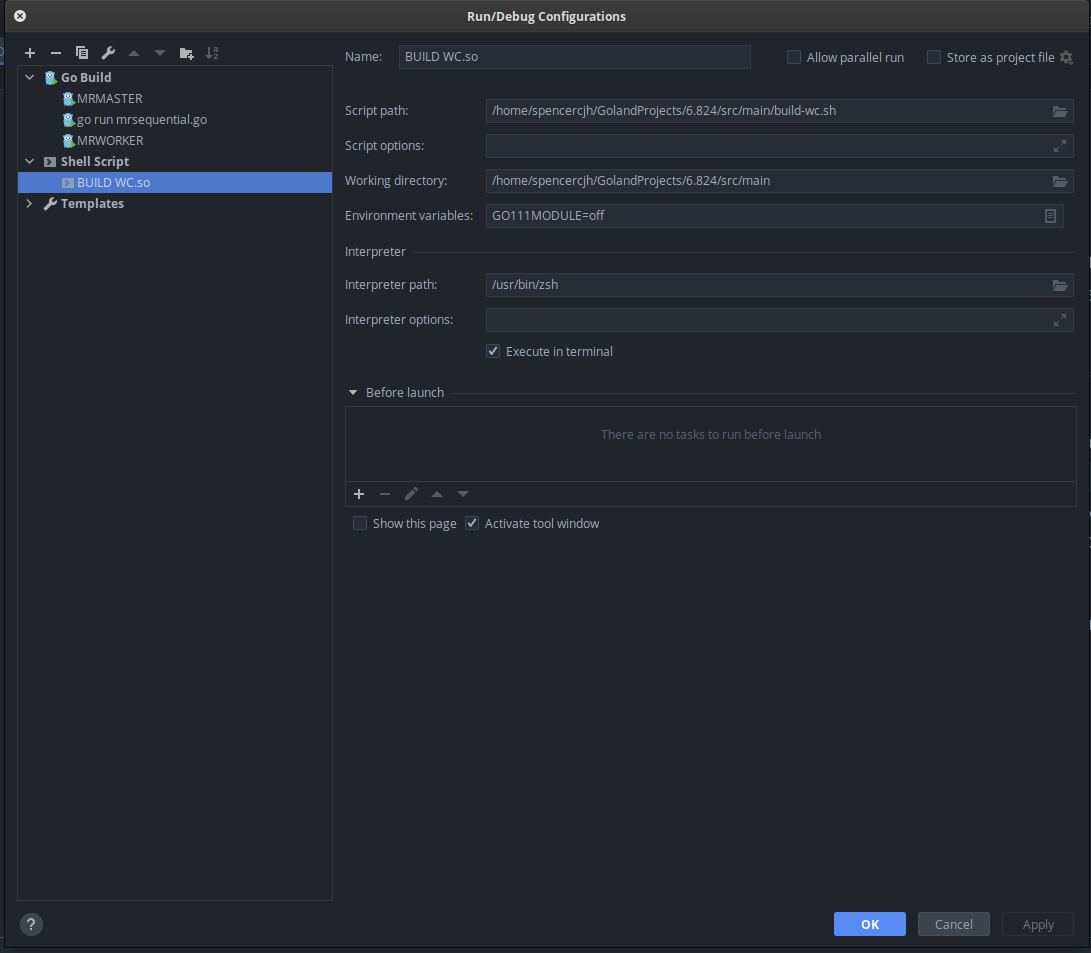 Run/Debug Configurations
Go Build
MRMASTER
go run mrsequential.go
MRWORKER
Shell Script
BUILD WC.so
Templates
Name: BUILD WC.so
Allow parallel run
Store as project file
Script path: /home/spencercjh/GolandProjects/6.824/src/main/build-wc.sh
Script options:
Working directory: /home/spencercjh/GolandProjects/6.824/src/main
Environment variables: GO111MODULE=off
Interpreter
Interpreter path: /usr/bin/zsh
Interpreter options:
Execute in terminal
Before launch
There are no tasks to run before launch
Show this page
Activate tool window
?
OK
Cancel
Apply